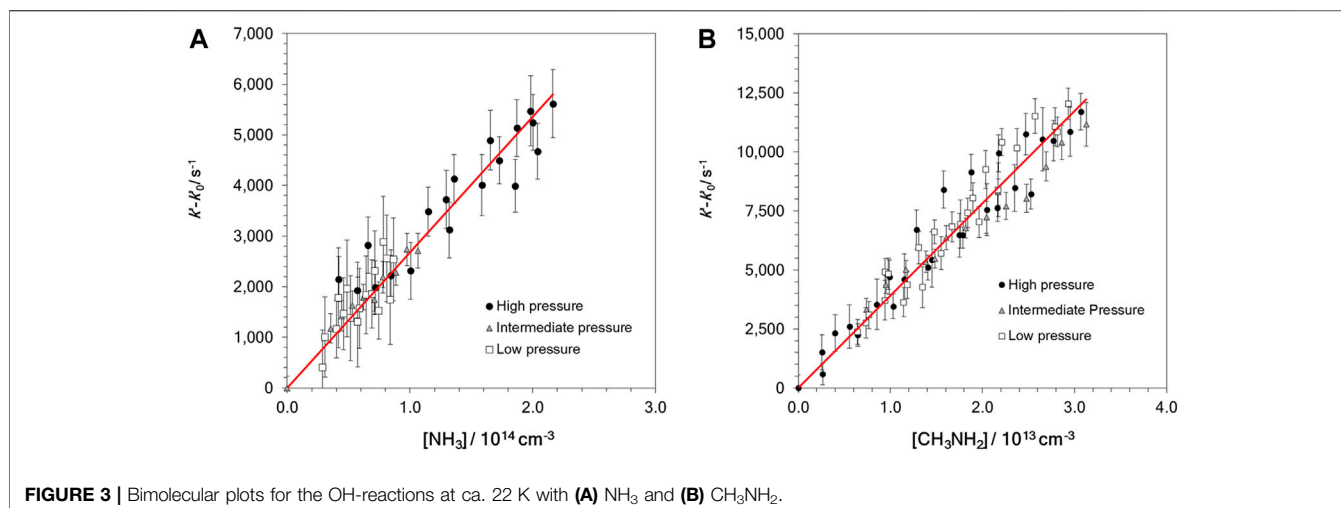 A
7,000
6,000
5,000
4,000
3,000
2,000
1,000
0
k'-k'₀/ s⁻¹
0.0 1.0 2.0 3.0
[NH₃] / 10¹⁴ cm⁻³
High pressure
Intermediate pressure
Low pressure
B
15,000
12,500
10,000
7,500
5,000
2,500
0
k'-k'₀/ s⁻¹
0.0 1.0 2.0 3.0 4.0
[CH₃NH₂] / 10¹³ cm⁻³
High pressure
Intermediate Pressure
Low pressure
FIGURE 3 | Bimolecular plots for the OH-reactions at ca. 22 K with (A) NH₃ and (B) CH₃NH₂.